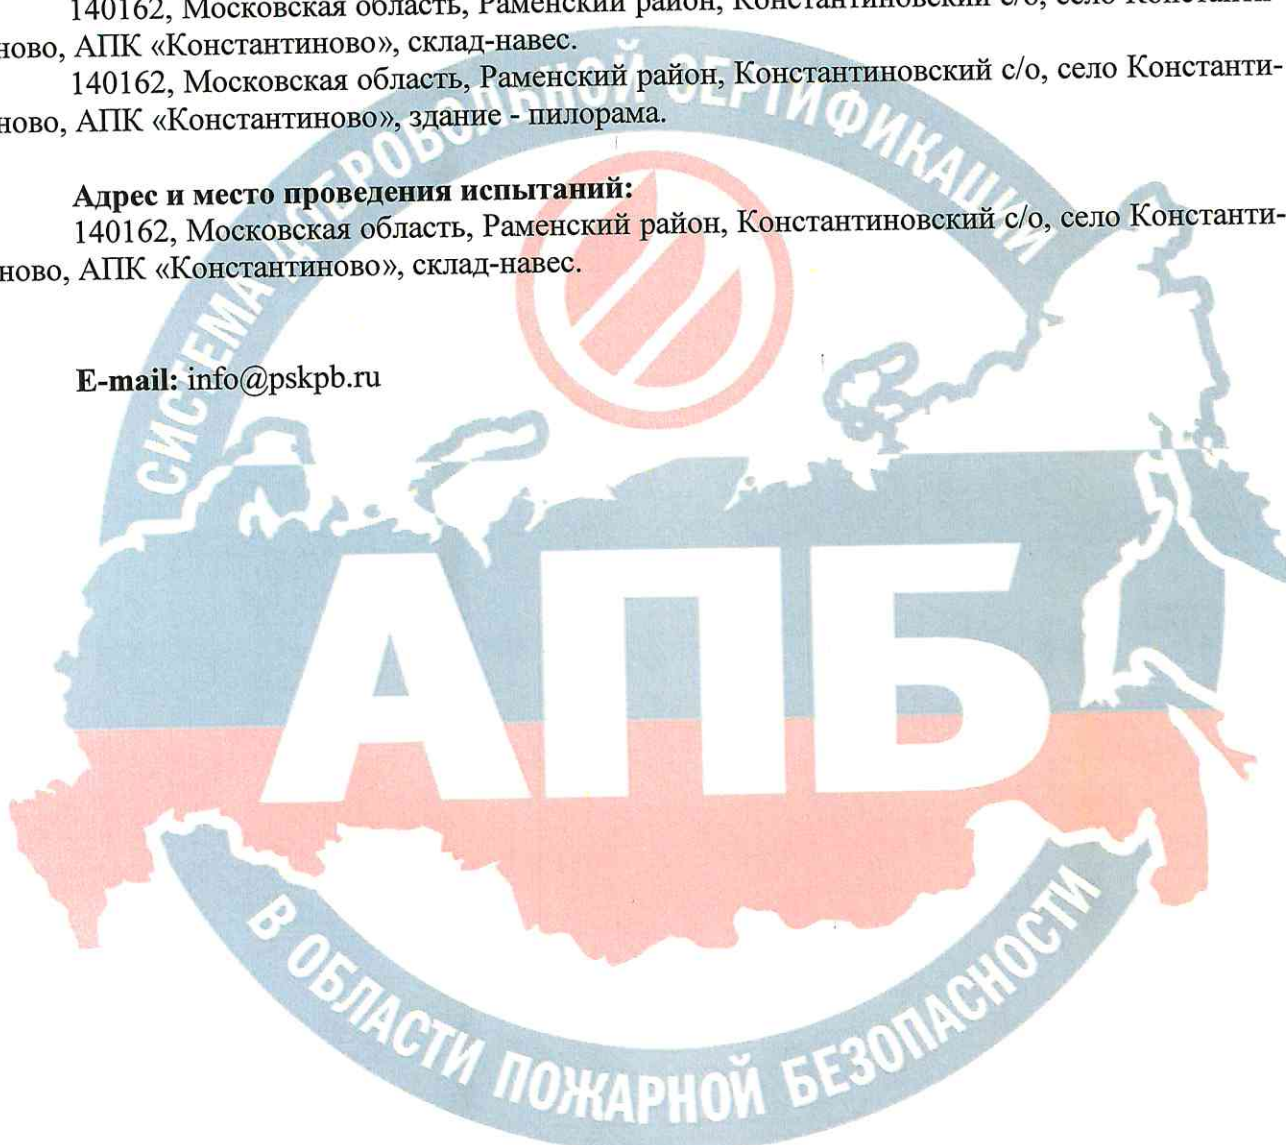 140162, Московская область, Раменский район, Константиновский с/о, село Константи-
ново, АПК «Константиново», склад-навес.
140162, Московская область, Раменский район, Константиновский с/о, село Константи-
ново, АПК «Константиново», здание - пилорама.
Адрес и место проведения испытаний:
140162, Московская область, Раменский район, Константиновский с/о, село Константи-
ново, АПК «Константиново», склад-навес.
E-mail: info@pskpb.ru
СИСТЕМА ДОБРОВОЛЬНОЙ СЕРТИФИКАЦИИ
АПБ
В ОБЛАСТИ ПОЖАРНОЙ БЕЗОПАСНОСТИ